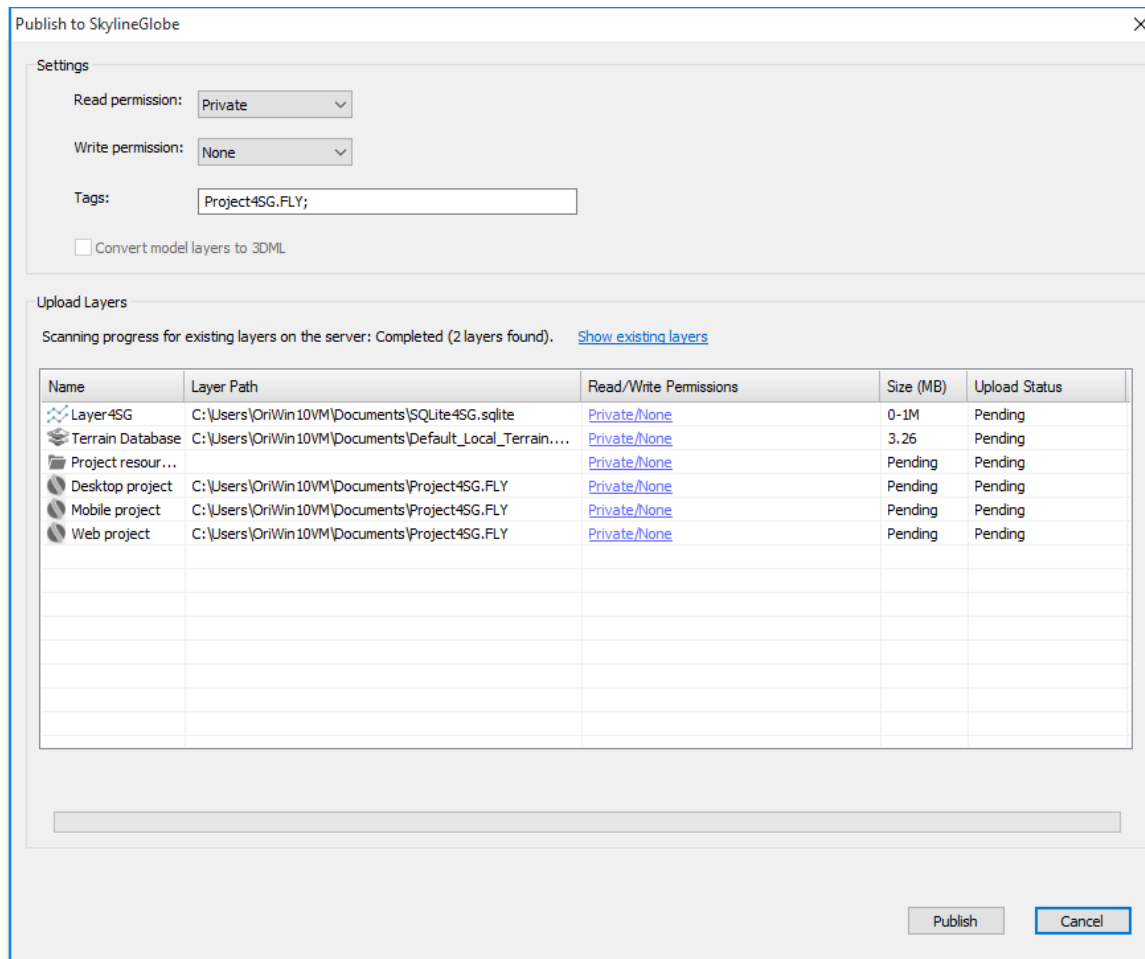 Publish to SkylineGlobe
Settings
Read permission: Private
Write permission: None
Tags: Project4SG.FLY;
Convert model layers to 3DML
Upload Layers
Scanning progress for existing layers on the server: Completed (2 layers found). Show existing layers
Name Layer Path Read/Write Permissions Size (MB) Upload Status
Layer4SG C:\Users\OriWin10VM\Documents\SQLite4SG.sqlite Private/None 0-1M Pending
Terrain Database C:\Users\OriWin10VM\Documents\Default_Local_Terrain.... Private/None 3.26 Pending
Project resour... Private/None Pending Pending
Desktop project C:\Users\OriWin10VM\Documents\Project4SG.FLY Private/None Pending Pending
Mobile project C:\Users\OriWin10VM\Documents\Project4SG.FLY Private/None Pending Pending
Web project C:\Users\OriWin10VM\Documents\Project4SG.FLY Private/None Pending Pending
Publish Cancel